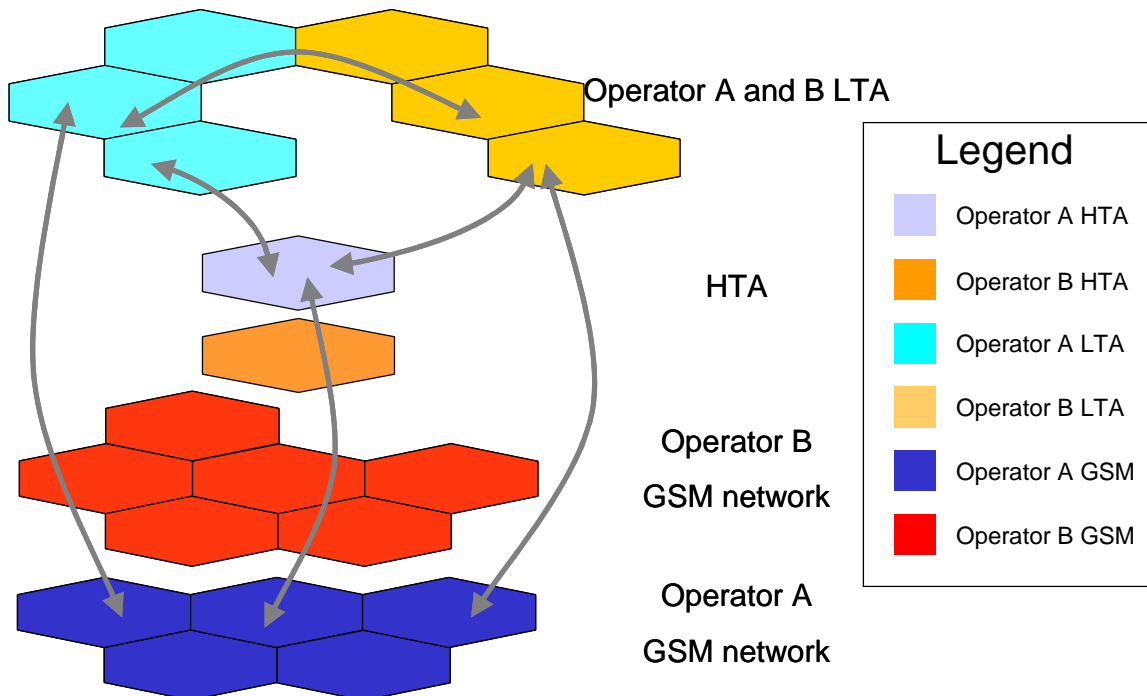 Operator A and B LTA
HTA
Operator B
GSM network
Operator A
GSM network
Legend
Operator A HTA
Operator B HTA
Operator A LTA
Operator B LTA
Operator A GSM
Operator B GSM